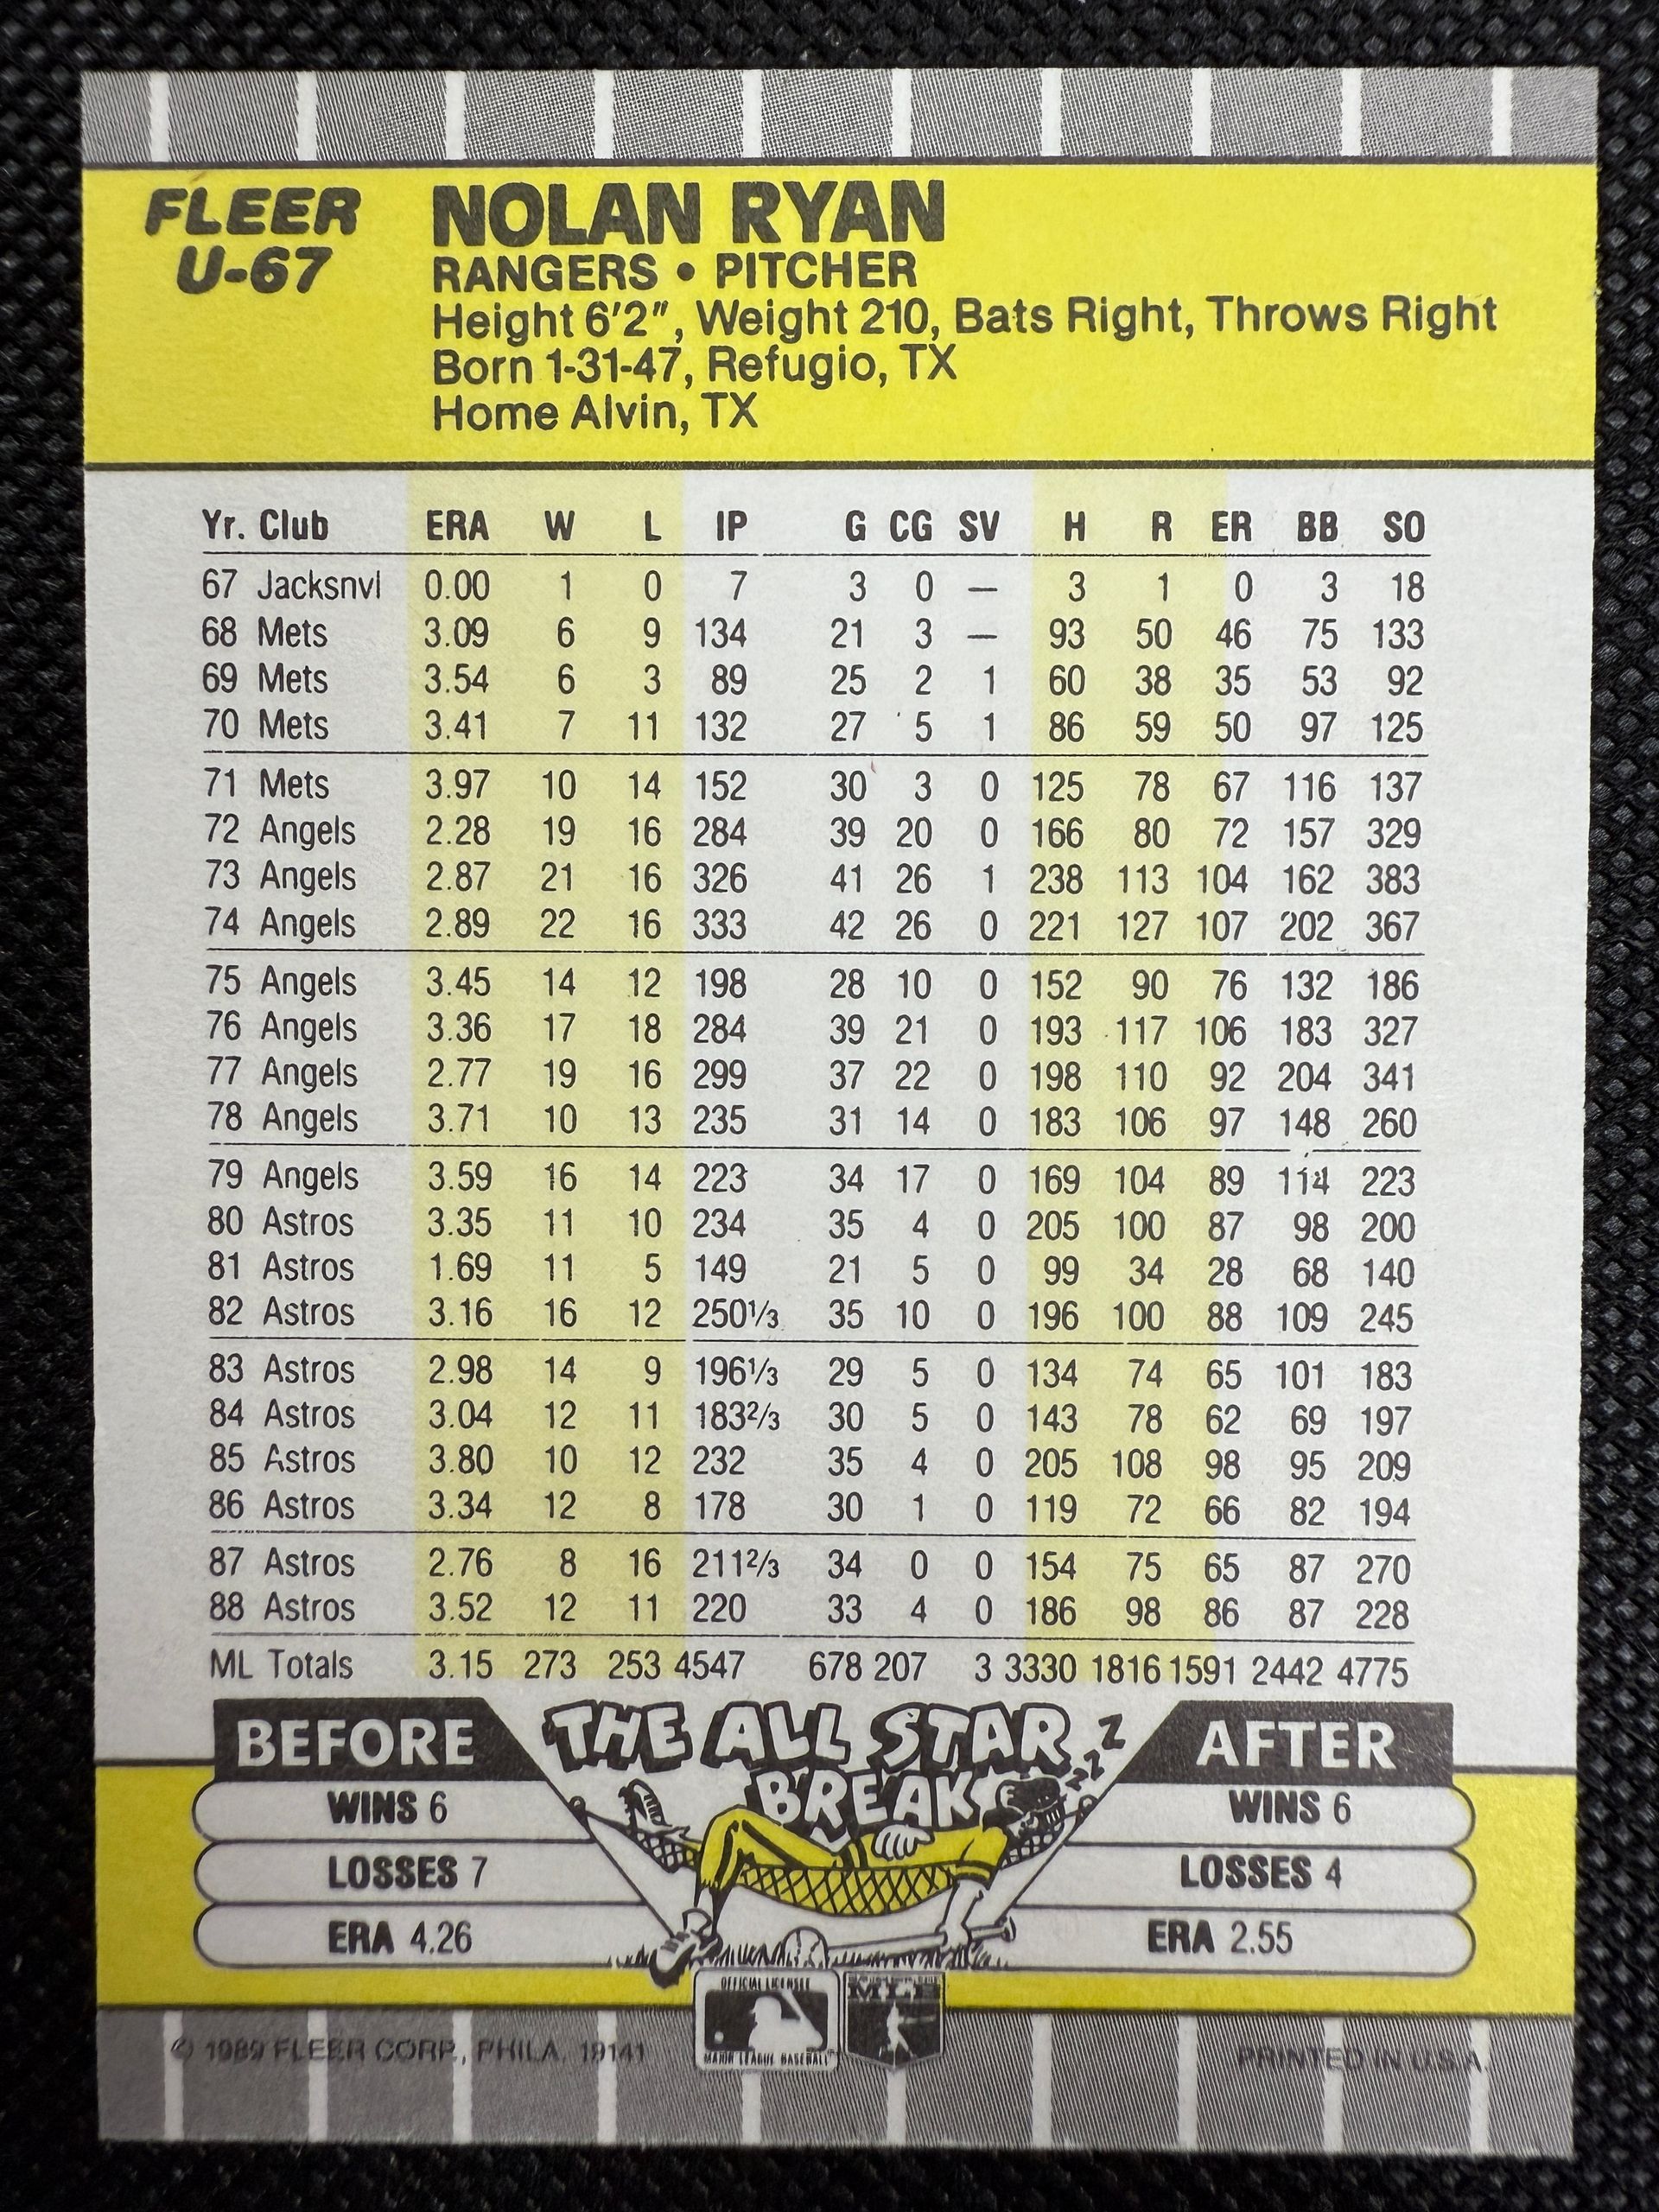 FLEER
U-67
NOLAN RYAN
RANGERS • PITCHER
Height 6'2", Weight 210, Bats Right, Throws Right
Born 1-31-47, Refugio, TX
Home Alvin, TX
Yr. Club ERA W L IP G CG SV H R ER BB SO
67 Jacksnvl 0.00 1 0 7 3 0 — 3 1 0 3 18
68 Mets 3.09 6 9 134 21 3 — 93 50 46 75 133
69 Mets 3.54 6 3 89 25 2 1 60 38 35 53 92
70 Mets 3.41 7 11 132 27 5 1 86 59 50 97 125
71 Mets 3.97 10 14 152 30 3 0 125 78 67 116 137
72 Angels 2.28 19 16 284 39 20 0 166 80 72 157 329
73 Angels 2.87 21 16 326 41 26 1 238 113 104 162 383
74 Angels 2.89 22 16 333 42 26 0 221 127 107 202 367
75 Angels 3.45 14 12 198 28 10 0 152 90 76 132 186
76 Angels 3.36 17 18 284 39 21 0 193 117 106 183 327
77 Angels 2.77 19 16 299 37 22 0 198 110 92 204 341
78 Angels 3.71 10 13 235 31 14 0 183 106 97 148 260
79 Angels 3.59 16 14 223 34 17 0 169 104 89 114 223
80 Astros 3.35 11 10 234 35 4 0 205 100 87 98 200
81 Astros 1.69 11 5 149 21 5 0 99 34 28 68 140
82 Astros 3.16 16 12 250⅓ 35 10 0 196 100 88 109 245
83 Astros 2.98 14 9 196⅓ 29 5 0 134 74 65 101 183
84 Astros 3.04 12 11 183⅔ 30 5 0 143 78 62 69 197
85 Astros 3.80 10 12 232 35 4 0 205 108 98 95 209
86 Astros 3.34 12 8 178 30 1 0 119 72 66 82 194
87 Astros 2.76 8 16 211⅔ 34 0 0 154 75 65 87 270
88 Astros 3.52 12 11 220 33 4 0 186 98 86 87 228
ML Totals 3.15 273 253 4547 678 207 3 3330 1816 1591 2442 4775
BEFORE
THE ALL STAR
BREAK
ZZZZ
AFTER
WINS 6
LOSSES 7
ERA 4.26
WINS 6
LOSSES 4
ERA 2.55
OFFICIAL LICENSEE
MAJOR LEAGUE BASEBALL
MLB
© 1989 FLEER CORP., PHILA. 19141
PRINTED IN U.S.A.